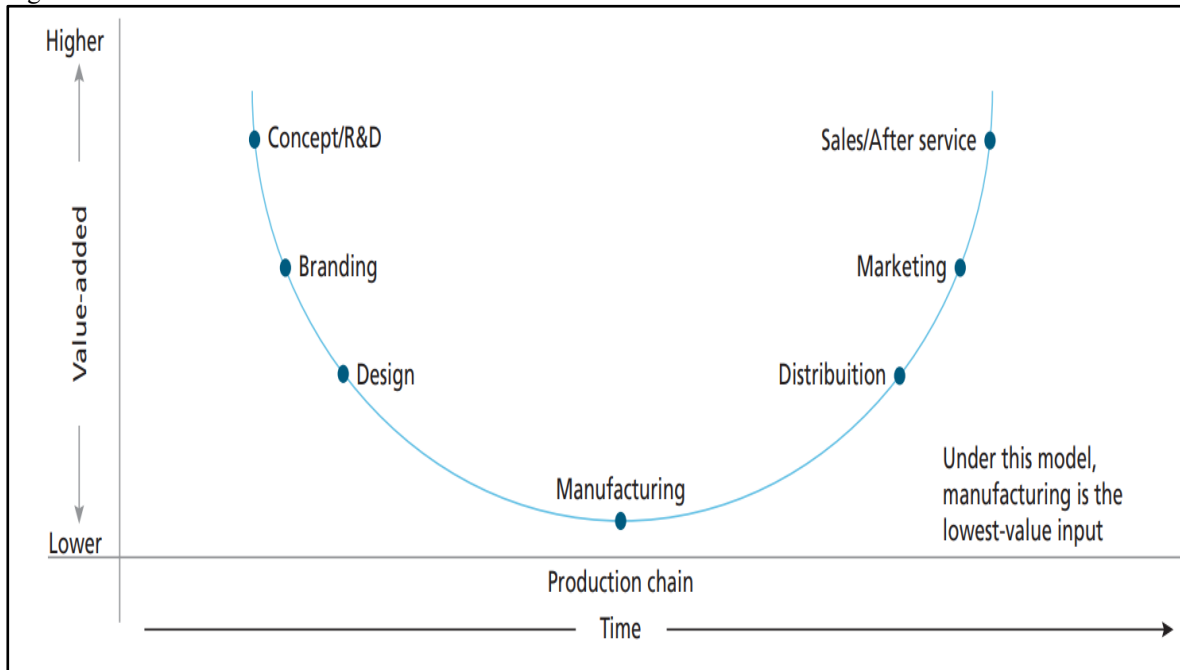 Higher
Concept/R&D
Sales/After service
Value-added
Branding
Marketing
Design
Distribuition
Manufacturing
Under this model,
manufacturing is the
lowest-value input
Lower
Production chain
Time